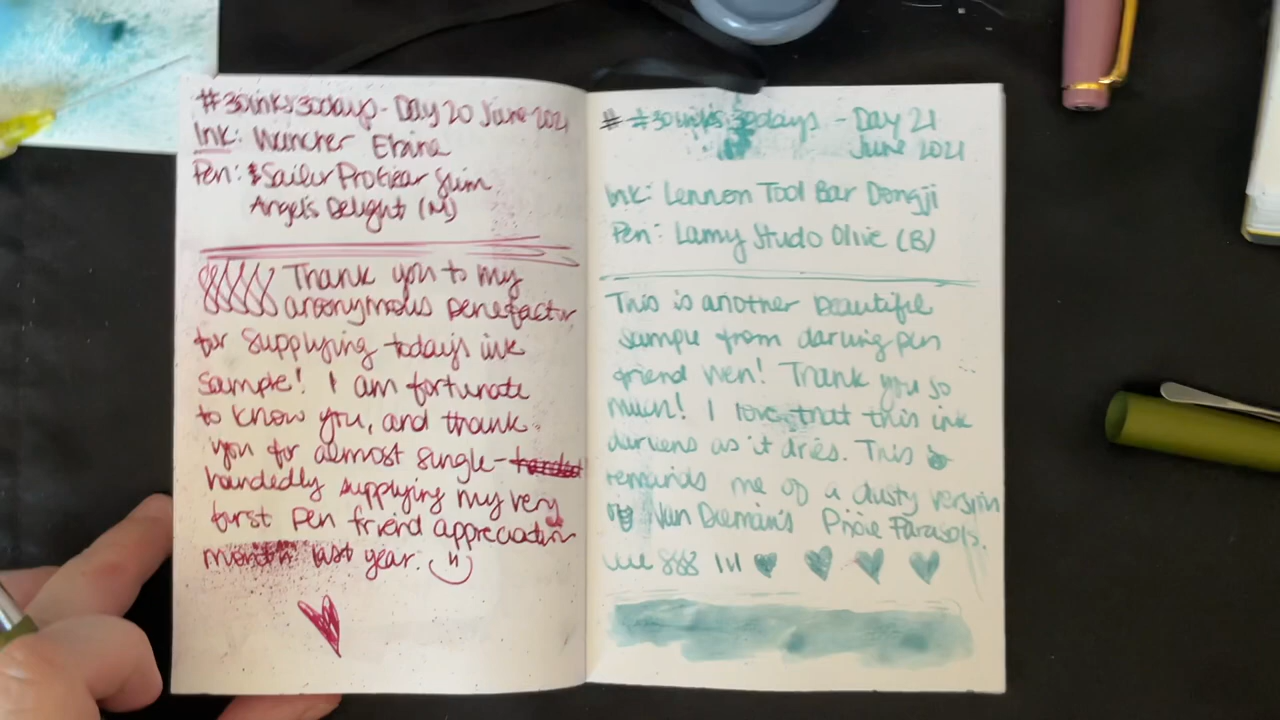 #30inks30days - Day 20 June 2021
Ink: Wancher Ebina
Pen: Sailor ProGear Slim
Angel's Delight (M)
Thank you to my
anonymous benefactor
for supplying today's ink
sample! I am fortunate
to know you, and thank
you for almost single-
handedly supplying my very
first pen friend appreciation
month last year.
# #30inks30days - Day 21
June 2021
Ink: Lennon Tool Bar Dongji
Pen: Lamy Studio Olive (B)
This is another beautiful
sample from darling pen
friend Wen! Thank you so
much! I love that this ink
darkens as it dries. This
reminds me of a dusty version
of Van Dieman's Pixie Parasols.